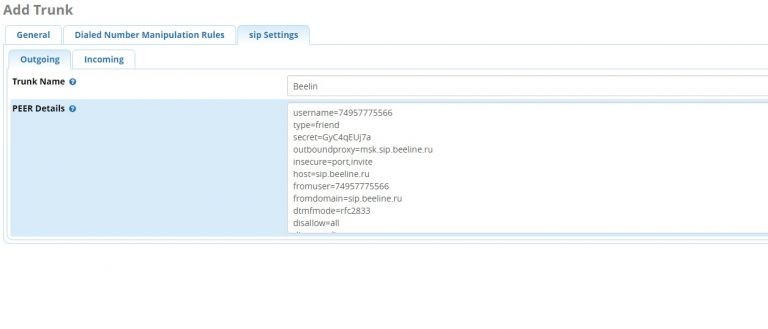 Add Trunk
General Dialed Number Manipulation Rules sip Settings
Outgoing Incoming
Trunk Name Beelin
PEER Details
username=74957775566
type=friend
secret=GyC4qEUj7a
outboundproxy=msk.sip.beeline.ru
insecure=port,invite
host=sip.beeline.ru
fromuser=74957775566
fromdomain=sip.beeline.ru
dtmfmode=rfc2833
disallow=all